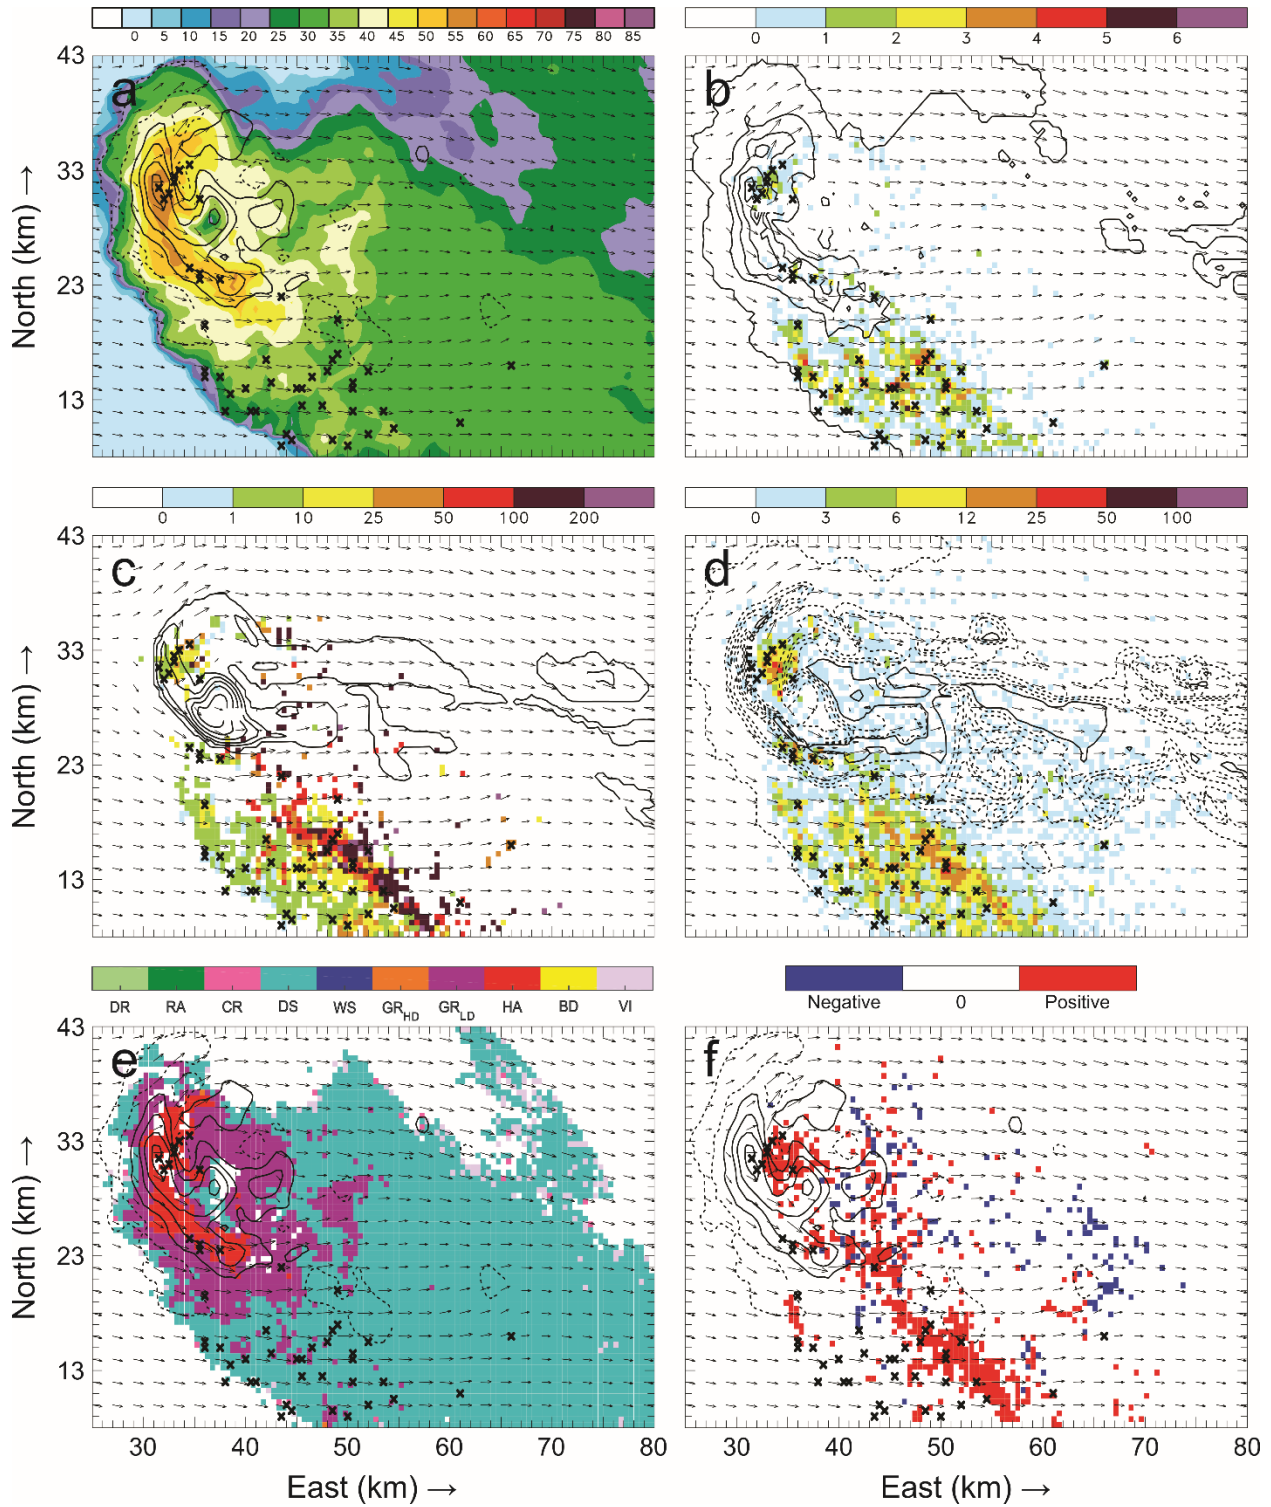 0 5 10 15 20 25 30 35 40 45 50 55 60 65 70 75 80 85
0 1 2 3 4 5 6
a
b
43
33
23
13
North (km) →
0 1 10 25 50 100 200
0 3 6 12 25 50 100
c
d
43
33
23
13
North (km) →
DR RA CR DS WS GR HD GR LD HA BD VI
Negative 0 Positive
e
f
43
33
23
13
North (km) →
30 40 50 60 70 80
30 40 50 60 70 80
East (km) →
East (km) →